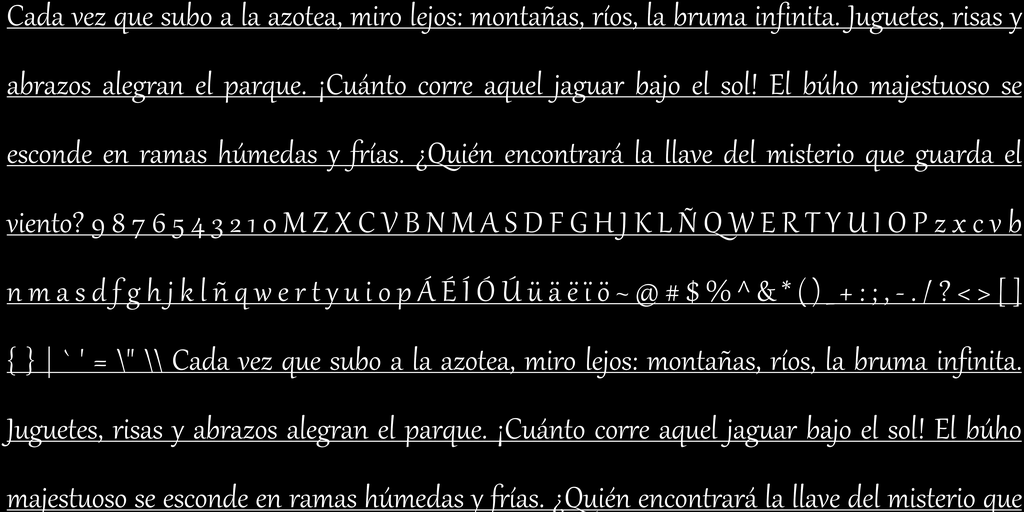 Cada vez que subo a la azotea, miro lejos: montañas, ríos, la bruma infinita. Juguetes, risas y
abrazos alegran el parque. ¡Cuánto corre aquel jaguar bajo el sol! El búho majestuoso se
esconde en ramas húmedas y frías. ¿Quién encontrará la llave del misterio que guarda el
viento? 9 8 7 6 5 4 3 2 1 0 M Z X C V B N M A S D F G H J K L Ñ Q W E R T Y U I O P z x c v b
n m a s d f g h j k l ñ q w e r t y u i o p Á É Í Ó Ú ü ä ë ï ö ~ @ # $ % ^ & * ( ) _ + : ; , - . / ? < > [ ]
{ } | ` ' = \" \\ Cada vez que subo a la azotea, miro lejos: montañas, ríos, la bruma infinita.
Juguetes, risas y abrazos alegran el parque. ¡Cuánto corre aquel jaguar bajo el sol! El búho
majestuoso se esconde en ramas húmedas y frías. ¿Quién encontrará la llave del misterio que